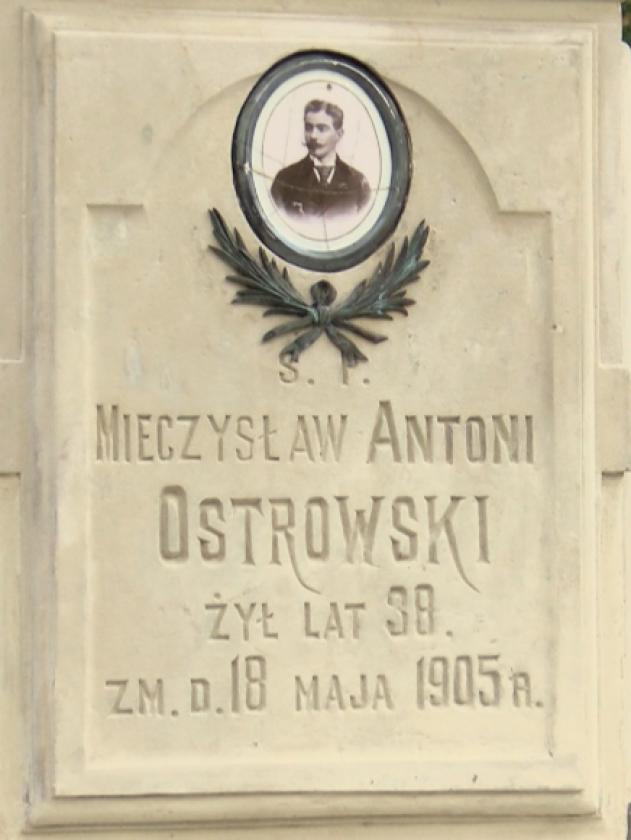 Ś. P.
MIECZYSŁAW ANTONI
OSTROWSKI
ŻYŁ LAT 38.
ZM. D. 18 MAJA 1905 R.